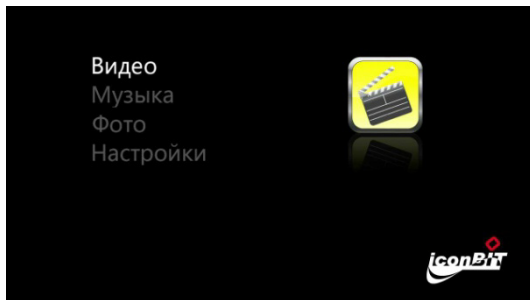 Видео
Музыка
Фото
Настройки
iconBIT